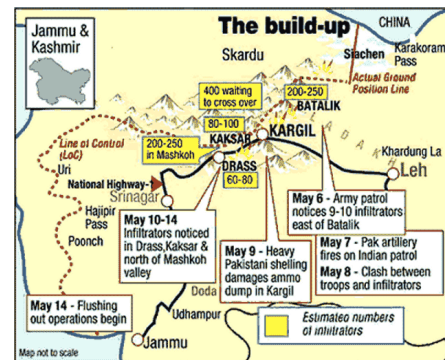 Jammu &
Kashmir
The build-up
CHINA
Skardu
Siachen
Karakoram
Pass
Actual Ground
Position Line
400 waiting
to cross over
200-250
BATALIK
80-100
KAKSAR
KARGIL
LADAKH
Line of Control
(LoC)
200-250
in Mashkoh
DRASS
60-80
Khardung La
Leh
Uri
National Highway-1
Srinagar
Hajipir
Pass
Poonch
May 10-14
Infiltrators noticed
in Drass,Kaksar &
north of Mashkoh
valley
May 6 - Army patrol
notices 9-10 infiltrators
east of Batalik
May 9 - Heavy
Pakistani shelling
damages ammo
dump in Kargil
May 7 - Pak artillery
fires on Indian patrol
May 8 - Clash between
troops and infiltrators
May 14 - Flushing
out operations begin
Doda
Udhampur
Jammu
Estimated numbers
of infiltrators
Map not to scale